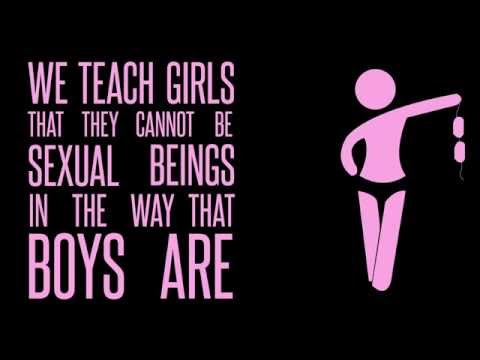 WE TEACH GIRLS
THAT THEY CANNOT BE
SEXUAL BEINGS
IN THE WAY THAT
BOYS ARE